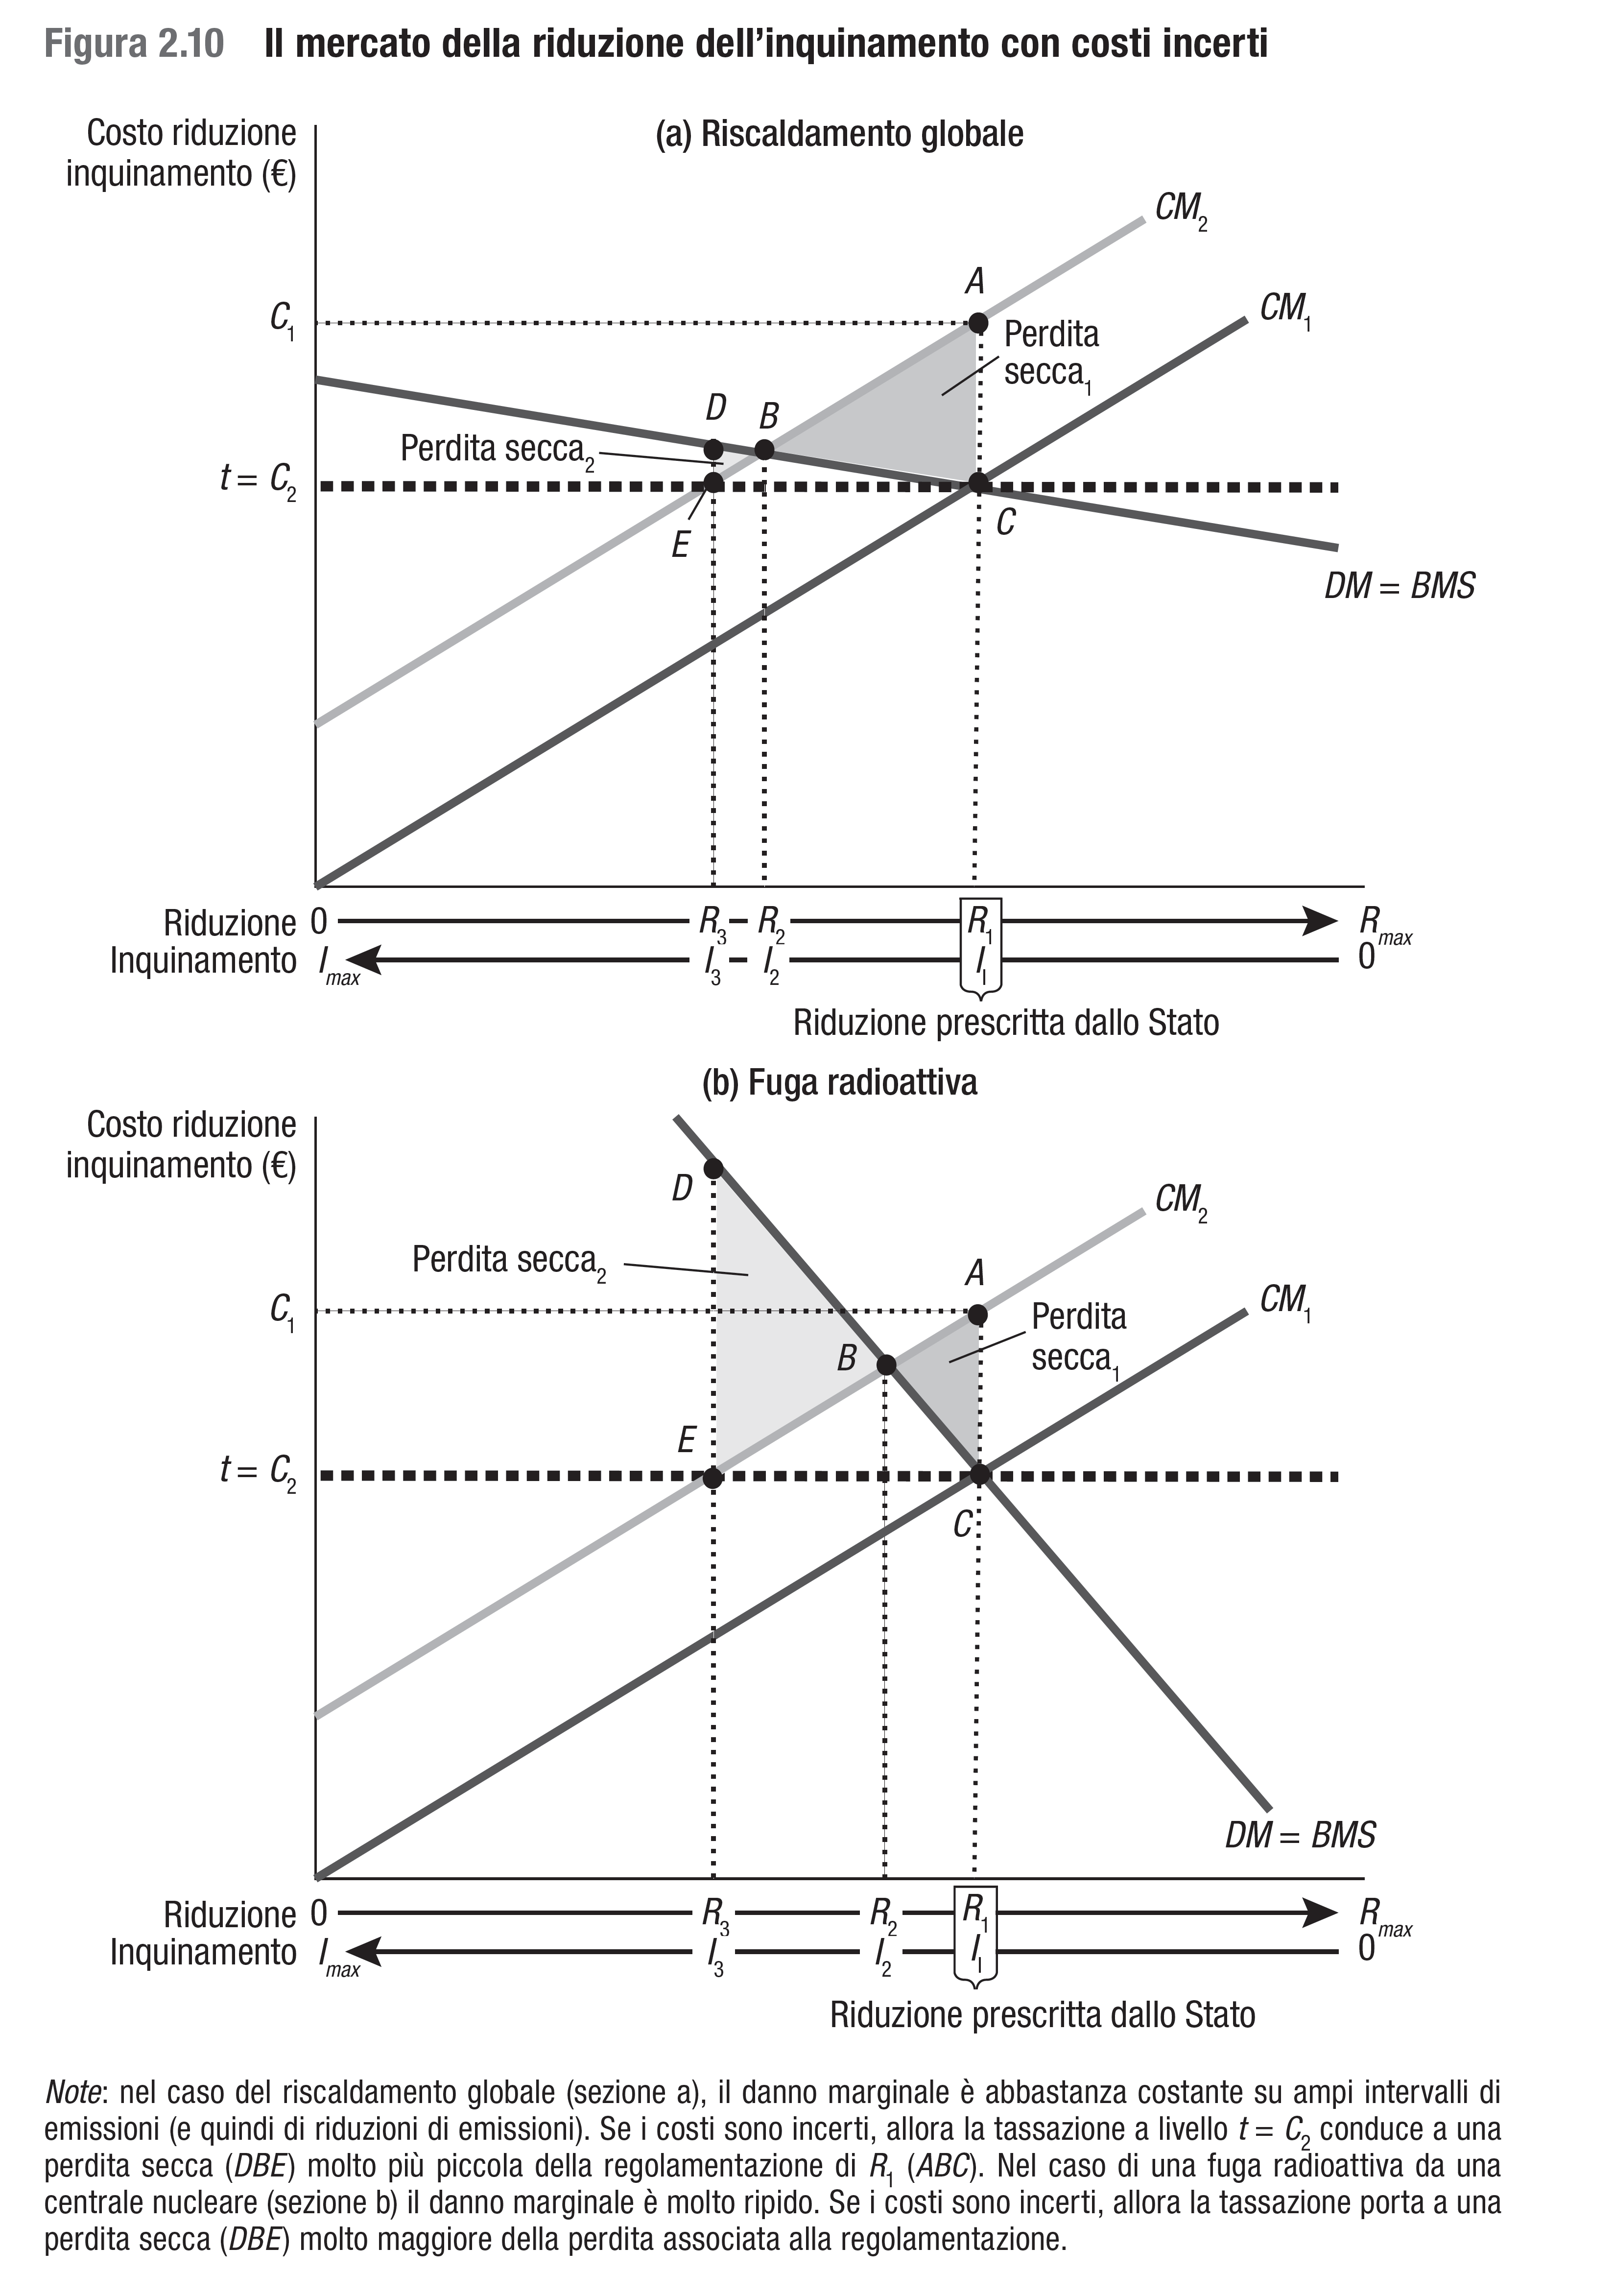 Figura 2.10 Il mercato della riduzione dell'inquinamento con costi incerti
(a) Riscaldamento globale
Costo riduzione
inquinamento (€)
CM2
A
CM1
C1
Perdita
secca1
D
B
Perdita secca2
t = C2
E
C
DM = BMS
Riduzione 0 R3 R2 R1 Rmax
Inquinamento Imax I3 I2 II 0
Riduzione prescritta dallo Stato
(b) Fuga radioattiva
Costo riduzione
inquinamento (€)
D
CM2
Perdita secca2
A
CM1
C1
Perdita
secca1
B
E
t = C2
C
DM = BMS
Riduzione 0 R3 R2 R1 Rmax
Inquinamento Imax I3 I2 II 0
Riduzione prescritta dallo Stato
Note: nel caso del riscaldamento globale (sezione a), il danno marginale è abbastanza costante su ampi intervalli di
emissioni (e quindi di riduzioni di emissioni). Se i costi sono incerti, allora la tassazione a livello t = C2 conduce a una
perdita secca (DBE) molto più piccola della regolamentazione di R1 (ABC). Nel caso di una fuga radioattiva da una
centrale nucleare (sezione b) il danno marginale è molto ripido. Se i costi sono incerti, allora la tassazione porta a una
perdita secca (DBE) molto maggiore della perdita associata alla regolamentazione.